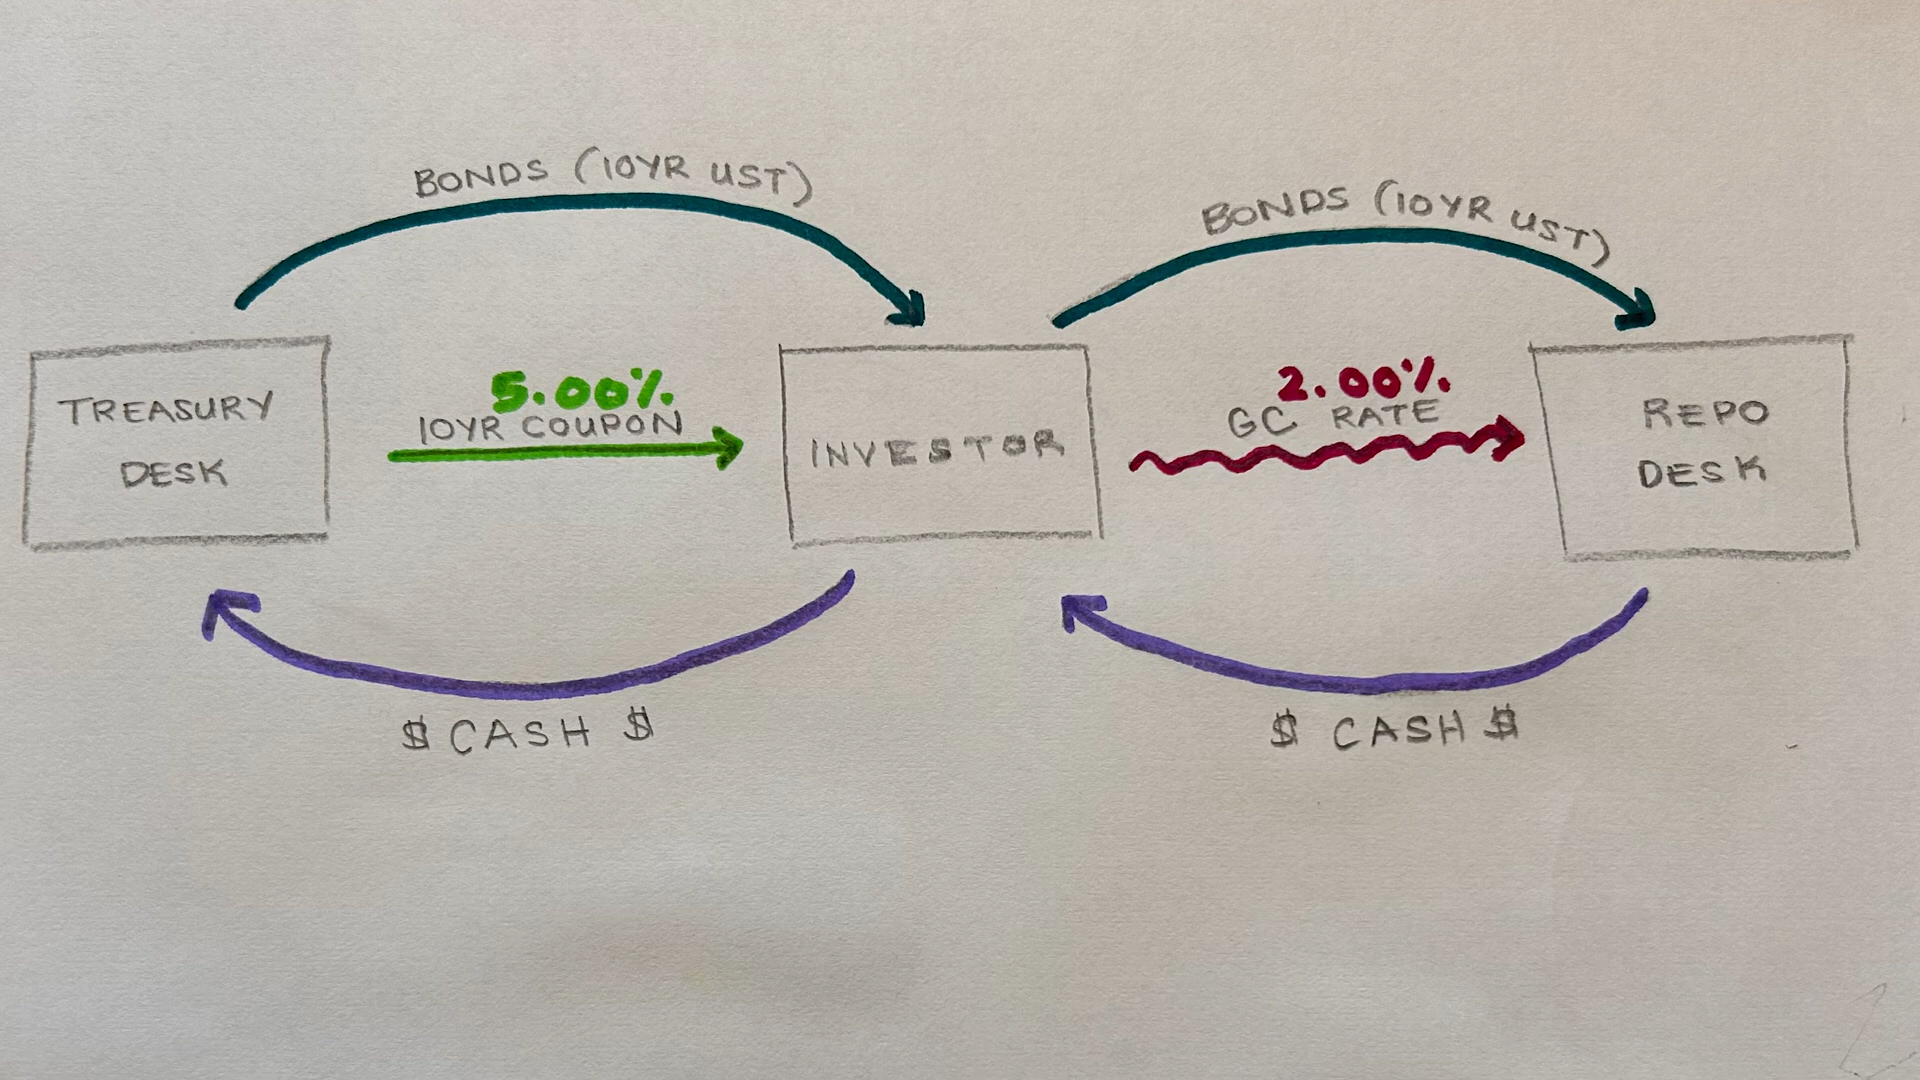 BONDS (10YR UST)
BONDS (10YR UST)
TREASURY
DESK
5.00%
10YR COUPON
INVESTOR
2.00%
GC RATE
REPO
DESK
$ CASH $
$ CASH $